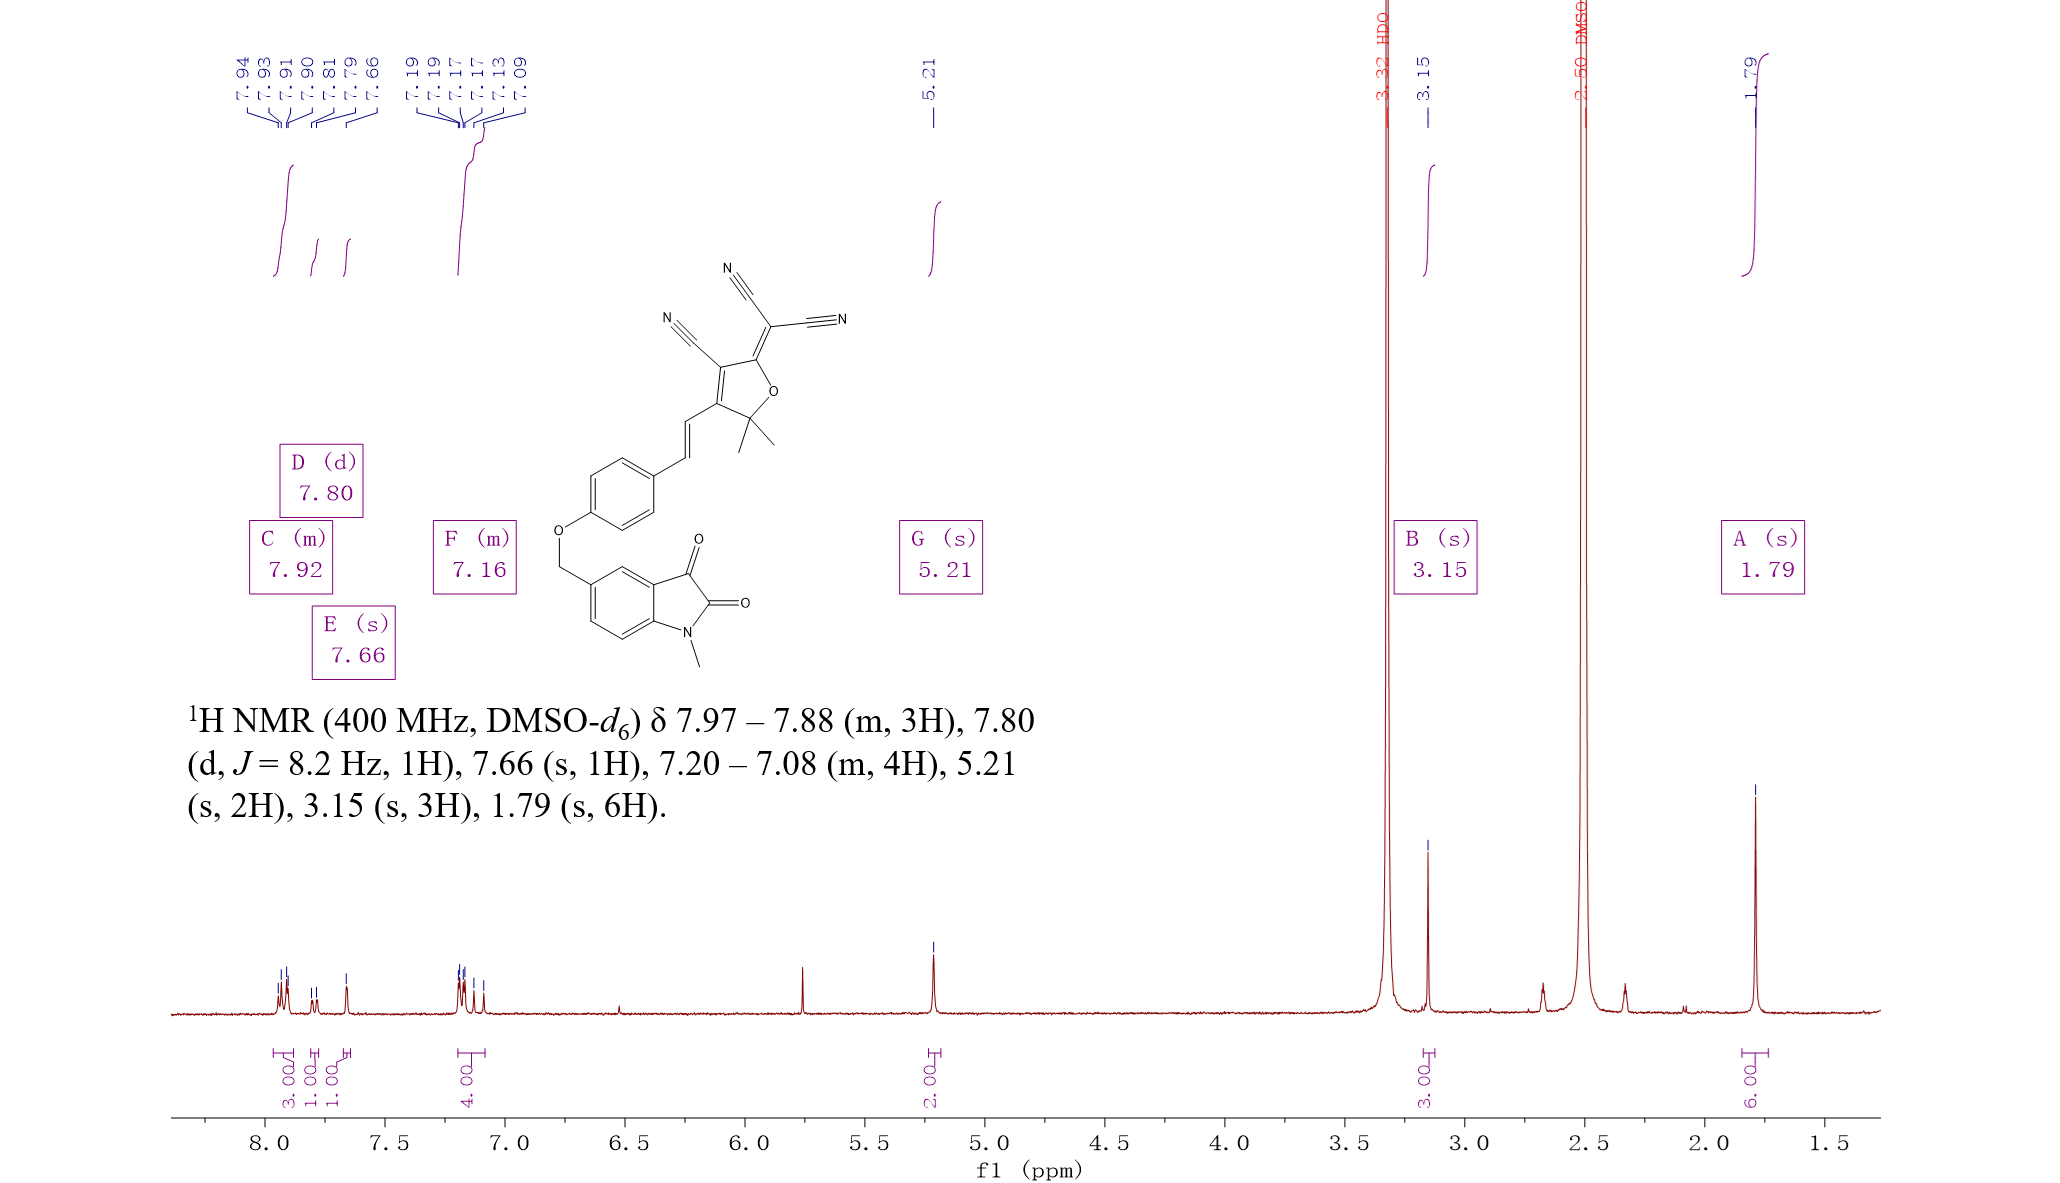 7.94
7.93
7.91
7.90
7.81
7.79
7.66
7.19
7.19
7.17
7.17
7.13
7.09
5.21
3.32 HDO
3.15
2.50 DMSO
1.79
N
N
N
O
O
O
O
N
D (d)
7.80
C (m)
7.92
E (s)
7.66
F (m)
7.16
G (s)
5.21
B (s)
3.15
A (s)
1.79
¹H NMR (400 MHz, DMSO-d₆) δ 7.97 – 7.88 (m, 3H), 7.80
(d, J = 8.2 Hz, 1H), 7.66 (s, 1H), 7.20 – 7.08 (m, 4H), 5.21
(s, 2H), 3.15 (s, 3H), 1.79 (s, 6H).
3.00
1.00
1.00
4.00
2.00
3.00
6.00
8.0 7.5 7.0 6.5 6.0 5.5 5.0 4.5 4.0 3.5 3.0 2.5 2.0 1.5
f1 (ppm)